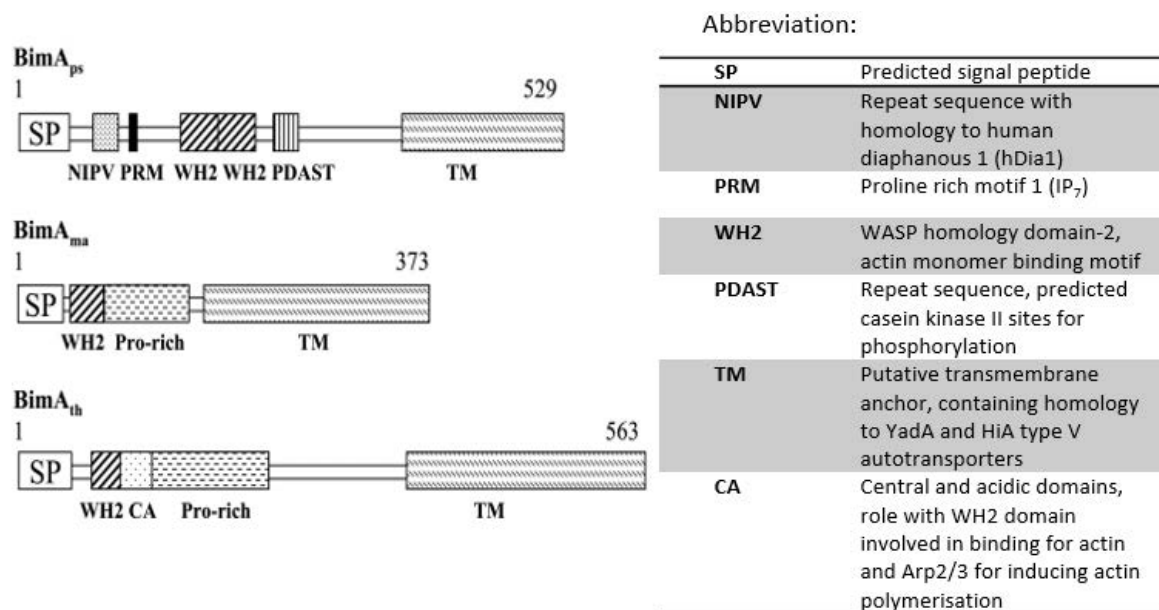 BimAps
1 529
SP
NIPV PRM WH2 WH2 PDAST TM
BimAma
1 373
SP
WH2 Pro-rich TM
BimAth
1 563
SP
WH2 CA Pro-rich TM
Abbreviation:
SP Predicted signal peptide
NIPV Repeat sequence with
homology to human
diaphanous 1 (hDia1)
PRM Proline rich motif 1 (IP7)
WH2 WASP homology domain-2,
actin monomer binding motif
PDAST Repeat sequence, predicted
casein kinase II sites for
phosphorylation
TM Putative transmembrane
anchor, containing homology
to YadA and HiA type V
autotransporters
CA Central and acidic domains,
role with WH2 domain
involved in binding for actin
and Arp2/3 for inducing actin
polymerisation